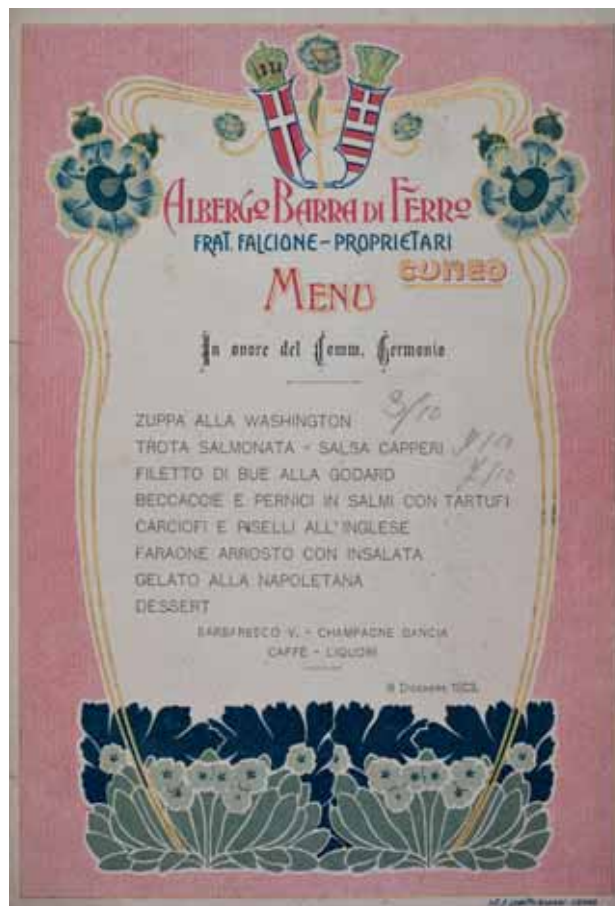 ALBERGO BARRA DI FERRO
FRAT. FALCIONE - PROPRIETARI
CUNEO
MENU
In onore del Comm. Germonio
ZUPPA ALLA WASHINGTON
TROTA SALMONATA - SALSA CAPPERI
FILETTO DI BUE ALLA GODARD
BECCACCIE E PERNICI IN SALMI CON TARTUFI
CARCIOFI E PISELLI ALL'INGLESE
FARAONE ARROSTO CON INSALATA
GELATO ALLA NAPOLETANA
DESSERT
BARBARESCO V. - CHAMPAGNE GANCIA
CAFFÈ - LIQUORI